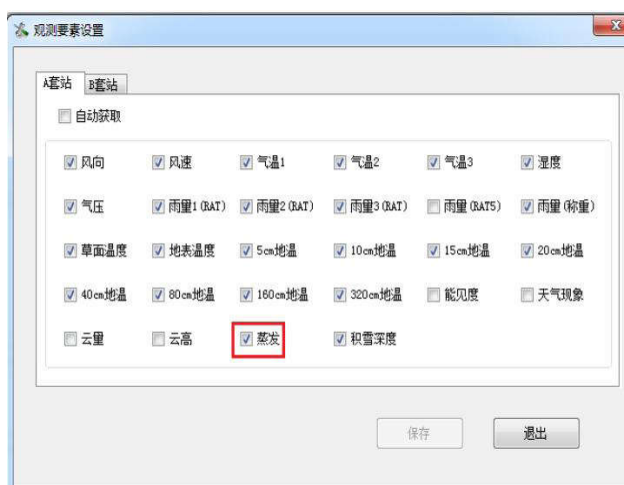 观测要素设置
A套站 B套站
自动获取
风向 风速 气温1 气温2 气温3 湿度
气压 雨量1(RAT) 雨量2(RAT) 雨量3(RAT) 雨量(RAT5) 雨量(称重)
草面温度 地表温度 5cm地温 10cm地温 15cm地温 20cm地温
40cm地温 80cm地温 160cm地温 320cm地温 能见度 天气现象
云量 云高 蒸发 积雪深度
保存 退出